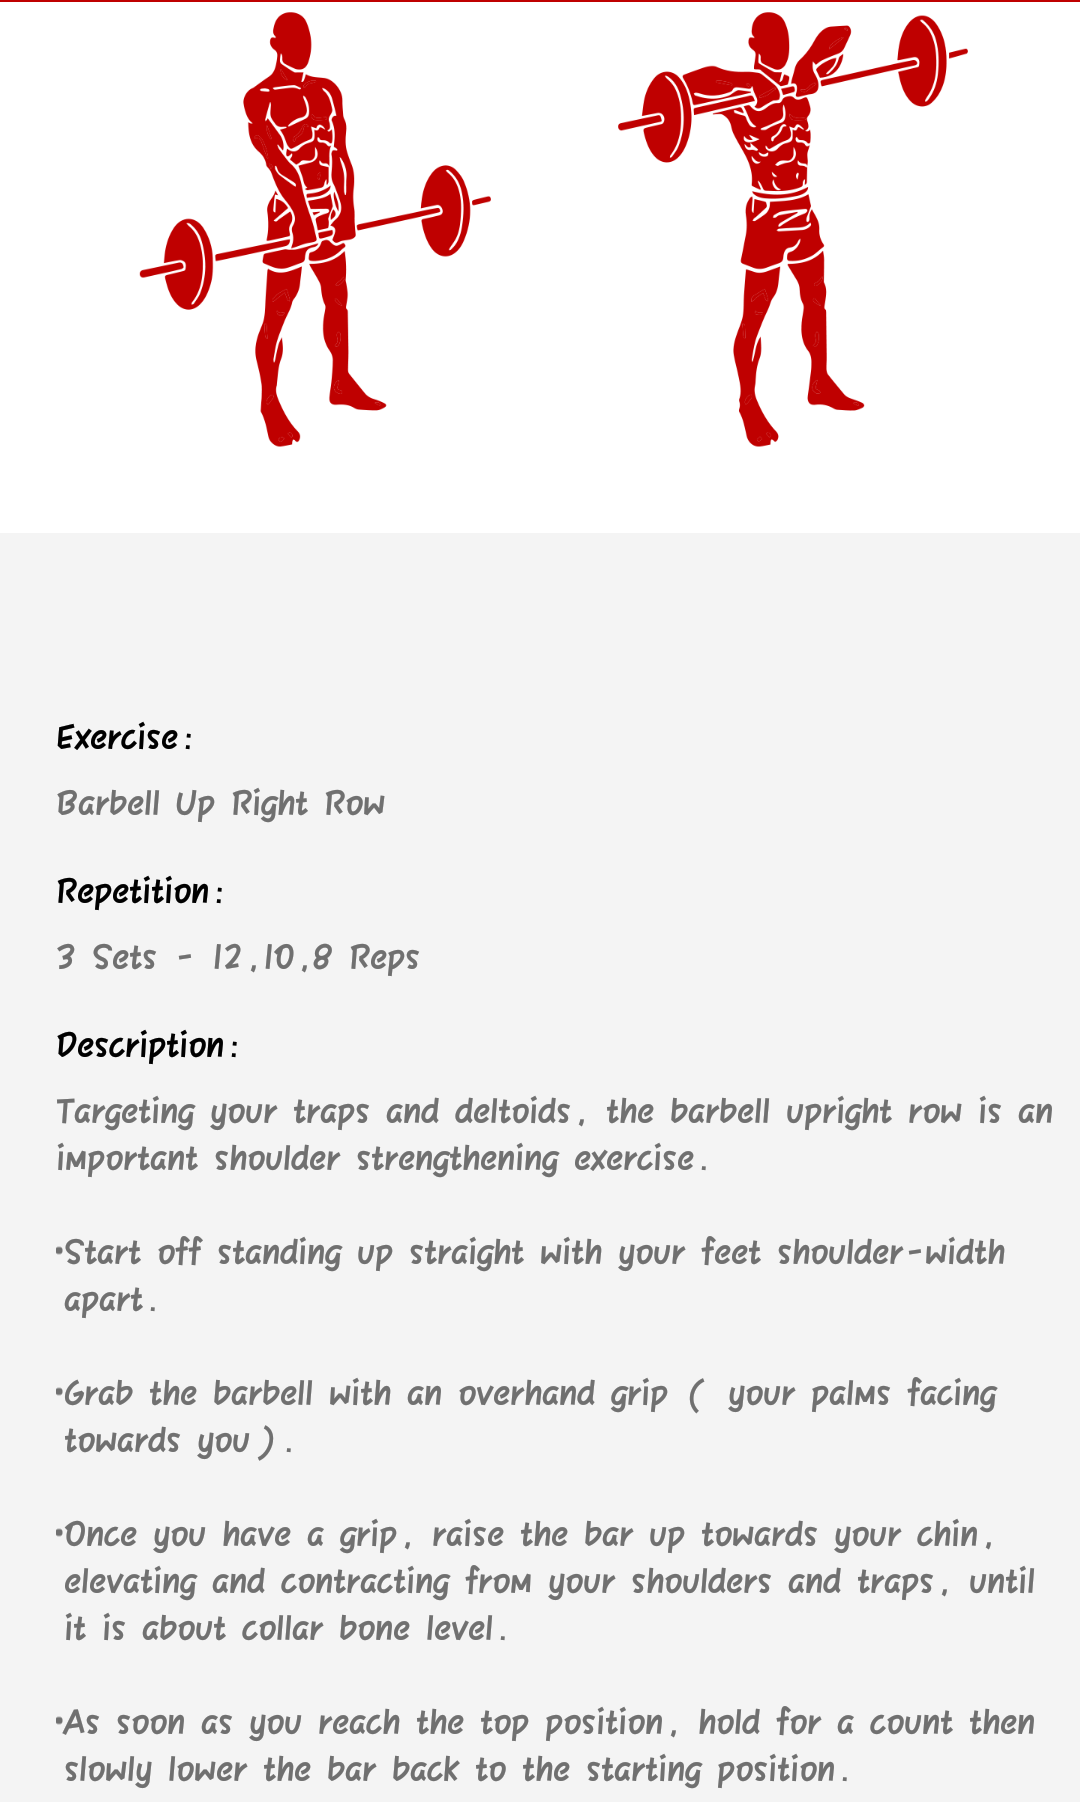 Exercise:
Barbell Up Right Row
Repetition:
3 Sets - 12,10,8 Reps
Description:
Targeting your traps and deltoids, the barbell upright row is an
important shoulder strengthening exercise.
•Start off standing up straight with your feet shoulder-width
apart.
•Grab the barbell with an overhand grip ( your palms facing
towards you).
•Once you have a grip, raise the bar up towards your chin,
elevating and contracting from your shoulders and traps, until
it is about collar bone level.
•As soon as you reach the top position, hold for a count then
slowly lower the bar back to the starting position.